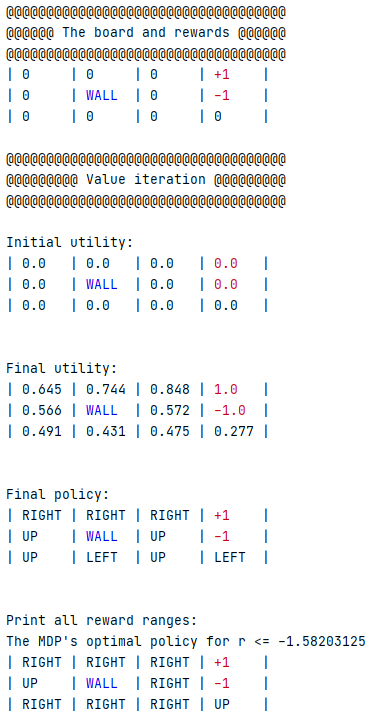 @@@@@@@@@@@@@@@@@@@@@@@@@@@@@@@@@@@
@@@@@@ The board and rewards @@@@@@
@@@@@@@@@@@@@@@@@@@@@@@@@@@@@@@@@@@
| 0     | 0     | 0     | +1    |
| 0     | WALL  | 0     | -1    |
| 0     | 0     | 0     | 0     |
@@@@@@@@@@@@@@@@@@@@@@@@@@@@@@@@@@@
@@@@@@@@@ Value iteration @@@@@@@@@
@@@@@@@@@@@@@@@@@@@@@@@@@@@@@@@@@@@
Initial utility:
| 0.0   | 0.0   | 0.0   | 0.0   |
| 0.0   | WALL  | 0.0   | 0.0   |
| 0.0   | 0.0   | 0.0   | 0.0   |
Final utility:
| 0.645 | 0.744 | 0.848 | 1.0   |
| 0.566 | WALL  | 0.572 | -1.0  |
| 0.491 | 0.431 | 0.475 | 0.277 |
Final policy:
| RIGHT | RIGHT | RIGHT | +1    |
| UP    | WALL  | UP    | -1    |
| UP    | LEFT  | UP    | LEFT  |
Print all reward ranges:
The MDP's optimal policy for r <= -1.58203125
| RIGHT | RIGHT | RIGHT | +1    |
| UP    | WALL  | RIGHT | -1    |
| RIGHT | RIGHT | RIGHT | UP    |